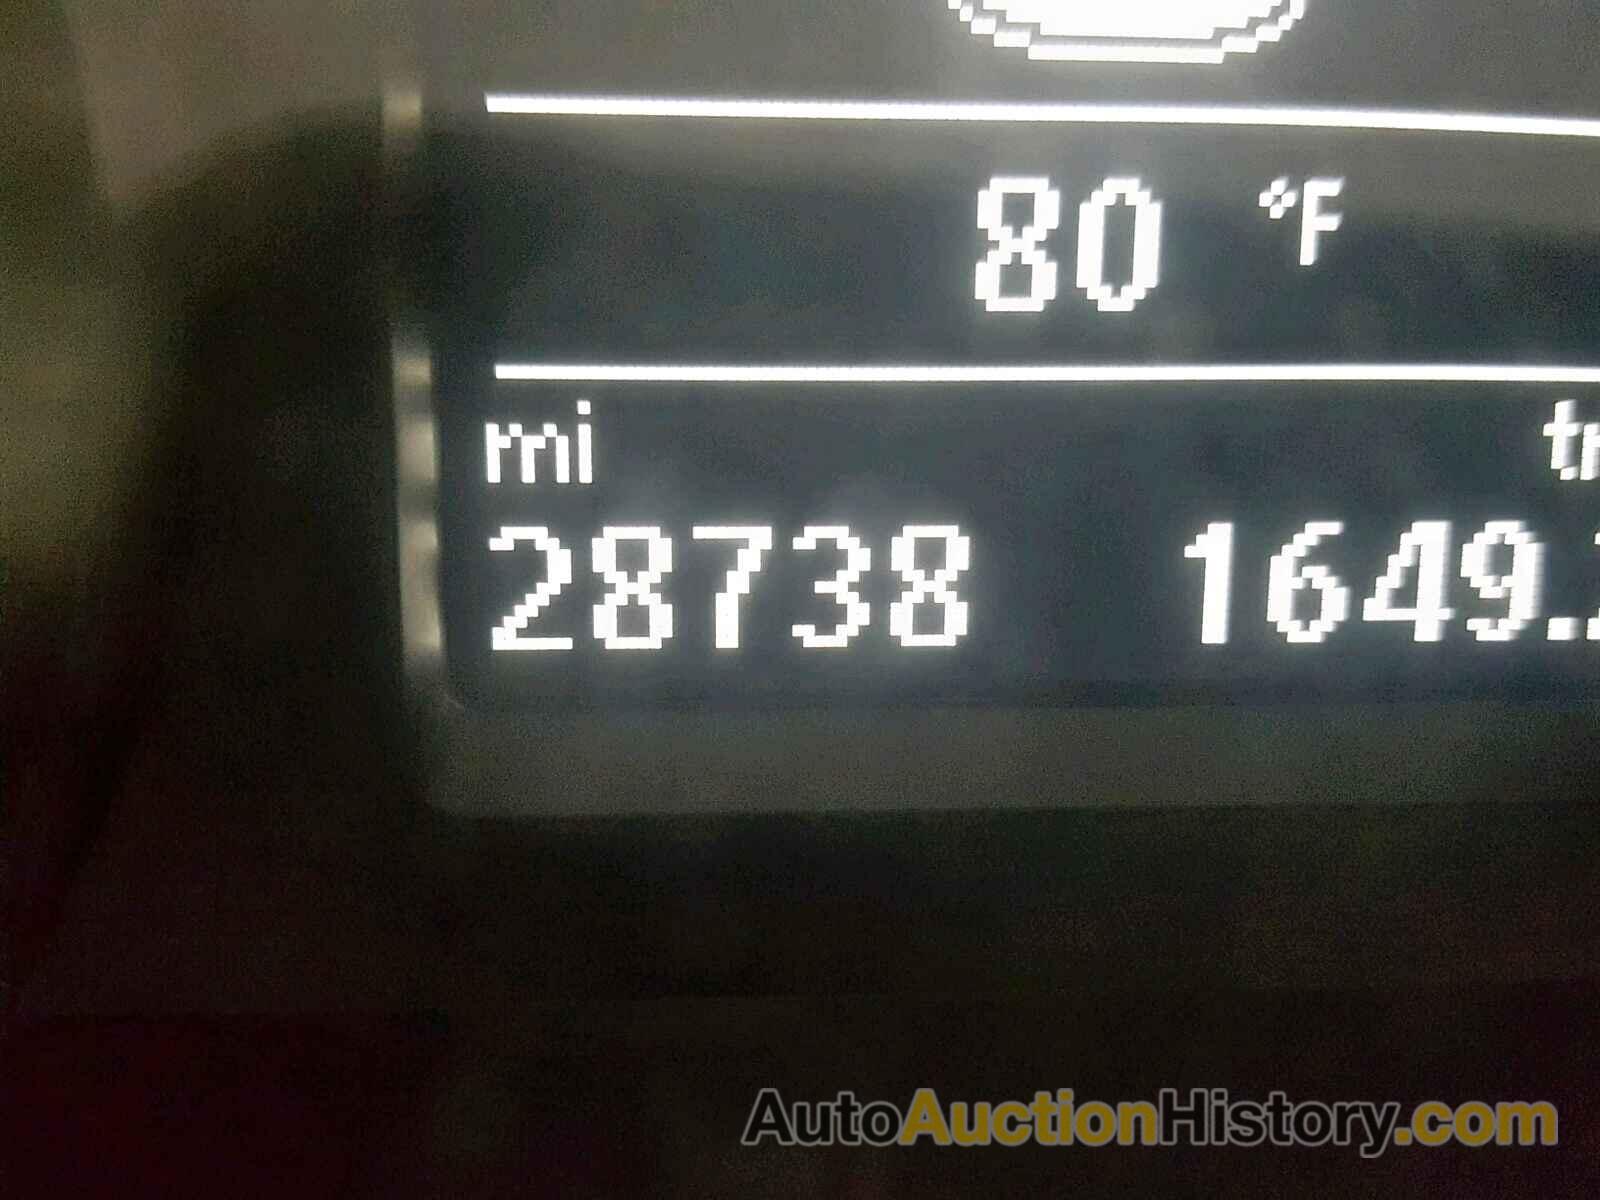 80 °F
mi
28738 1649.
AutoAuctionHistory.com